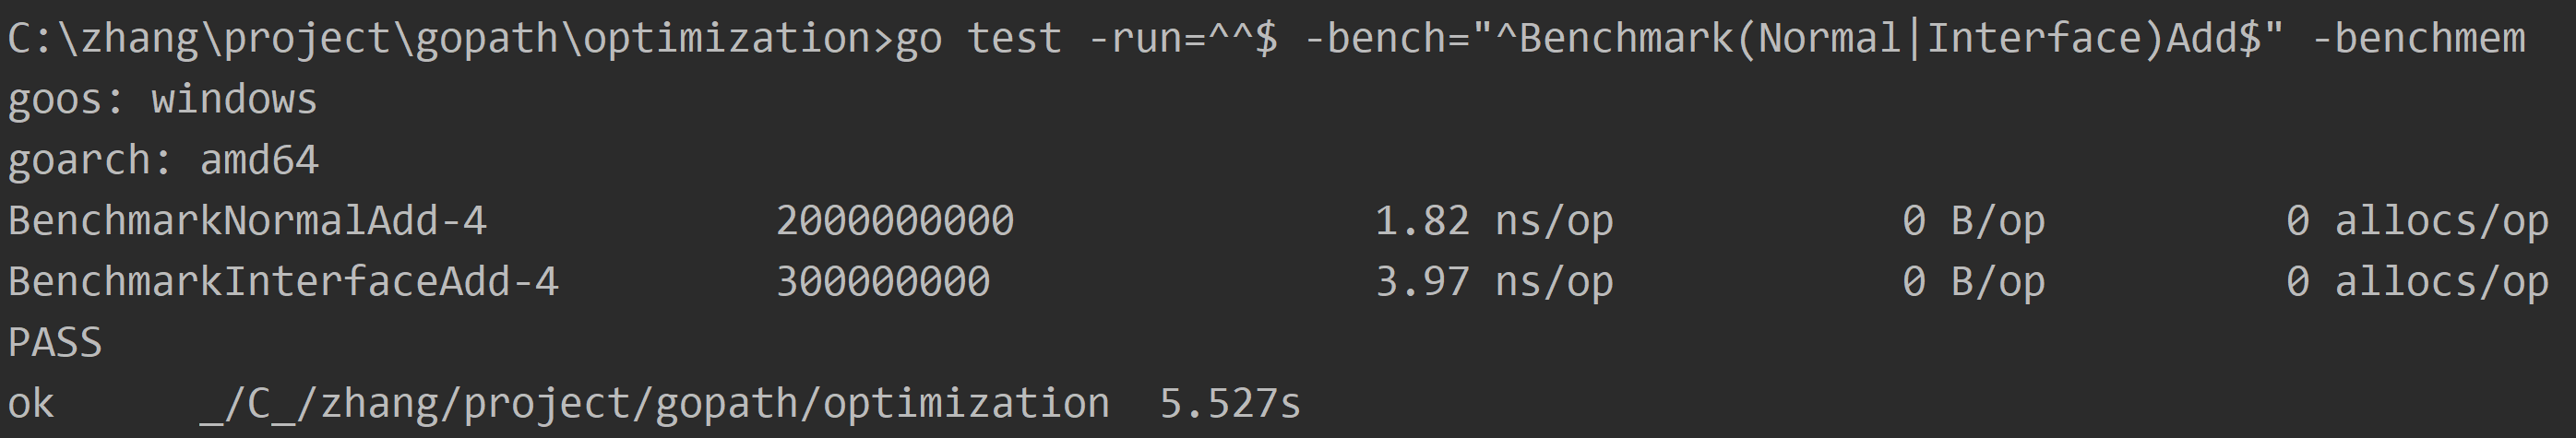 C:\zhang\project\gopath\optimization>go test -run=^^$ -bench="^Benchmark(Normal|Interface)Add$" -benchmem
goos: windows
goarch: amd64
BenchmarkNormalAdd-4 2000000000 1.82 ns/op 0 B/op 0 allocs/op
BenchmarkInterfaceAdd-4 300000000 3.97 ns/op 0 B/op 0 allocs/op
PASS
ok _/C_/zhang/project/gopath/optimization 5.527s